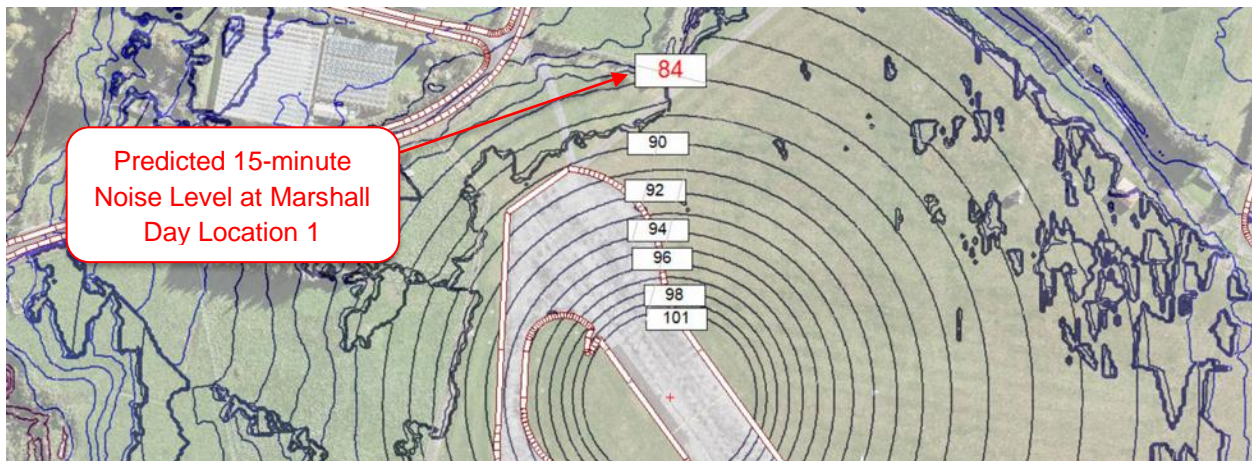 84
90
Predicted 15-minute
Noise Level at Marshall
Day Location 1
92
94
96
98
101